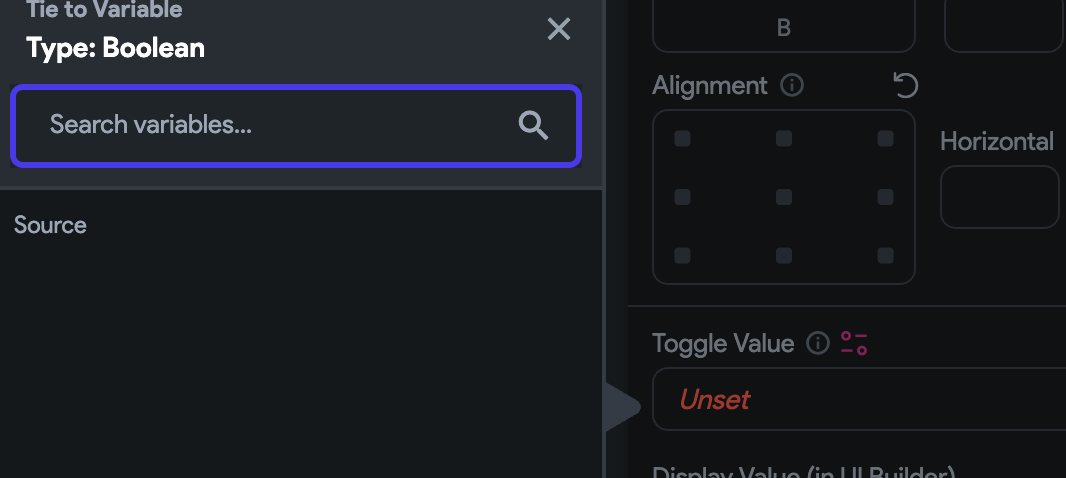 Tie to Variable
Type: Boolean
Search variables...
Source
B
Alignment
Horizontal
Toggle Value
Unset
Display Value (in UI Builder)